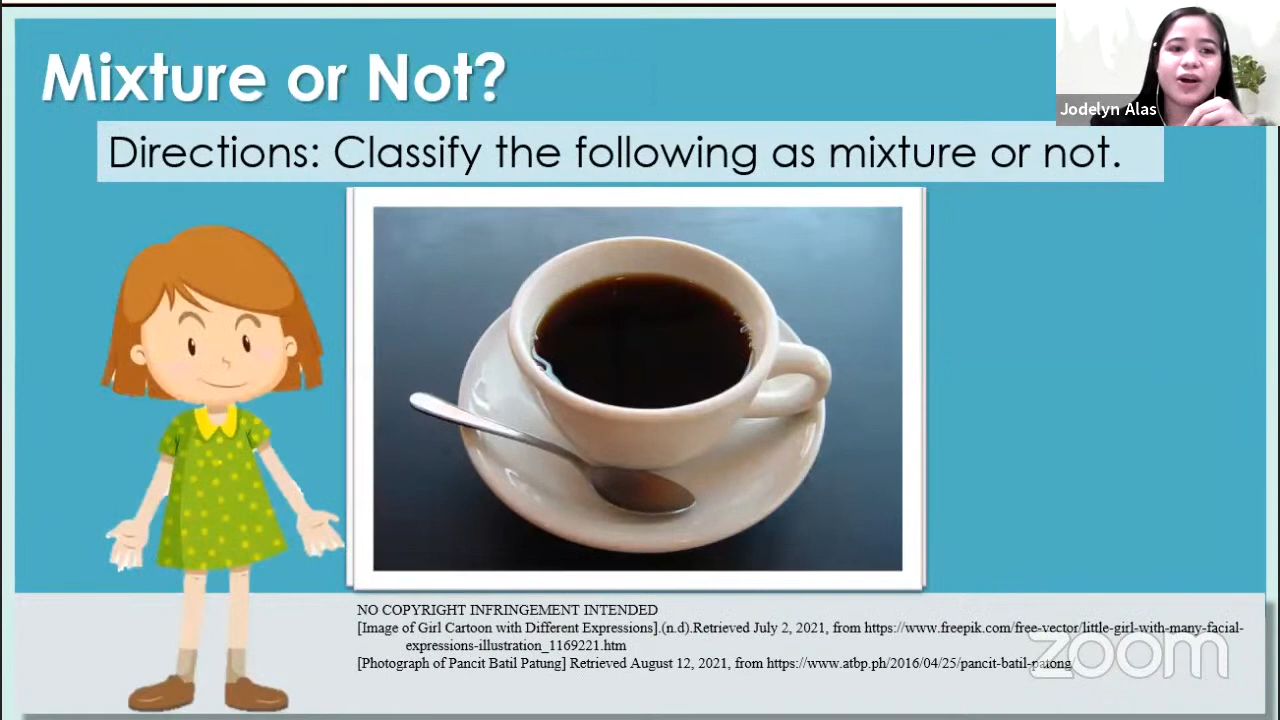 Mixture or Not?
Jodelyn Alas
Directions: Classify the following as mixture or not.
NO COPYRIGHT INFRINGEMENT INTENDED
[Image of Girl Cartoon with Different Expressions].(n.d).Retrieved July 2, 2021, from https://www.freepik.com/free-vector/little-girl-with-many-facial-
expressions-illustration_1169221.htm
[Photograph of Pancit Batil Patung] Retrieved August 12, 2021, from https://www.atbp.ph/2016/04/25/pancit-batil-patong/
zoom